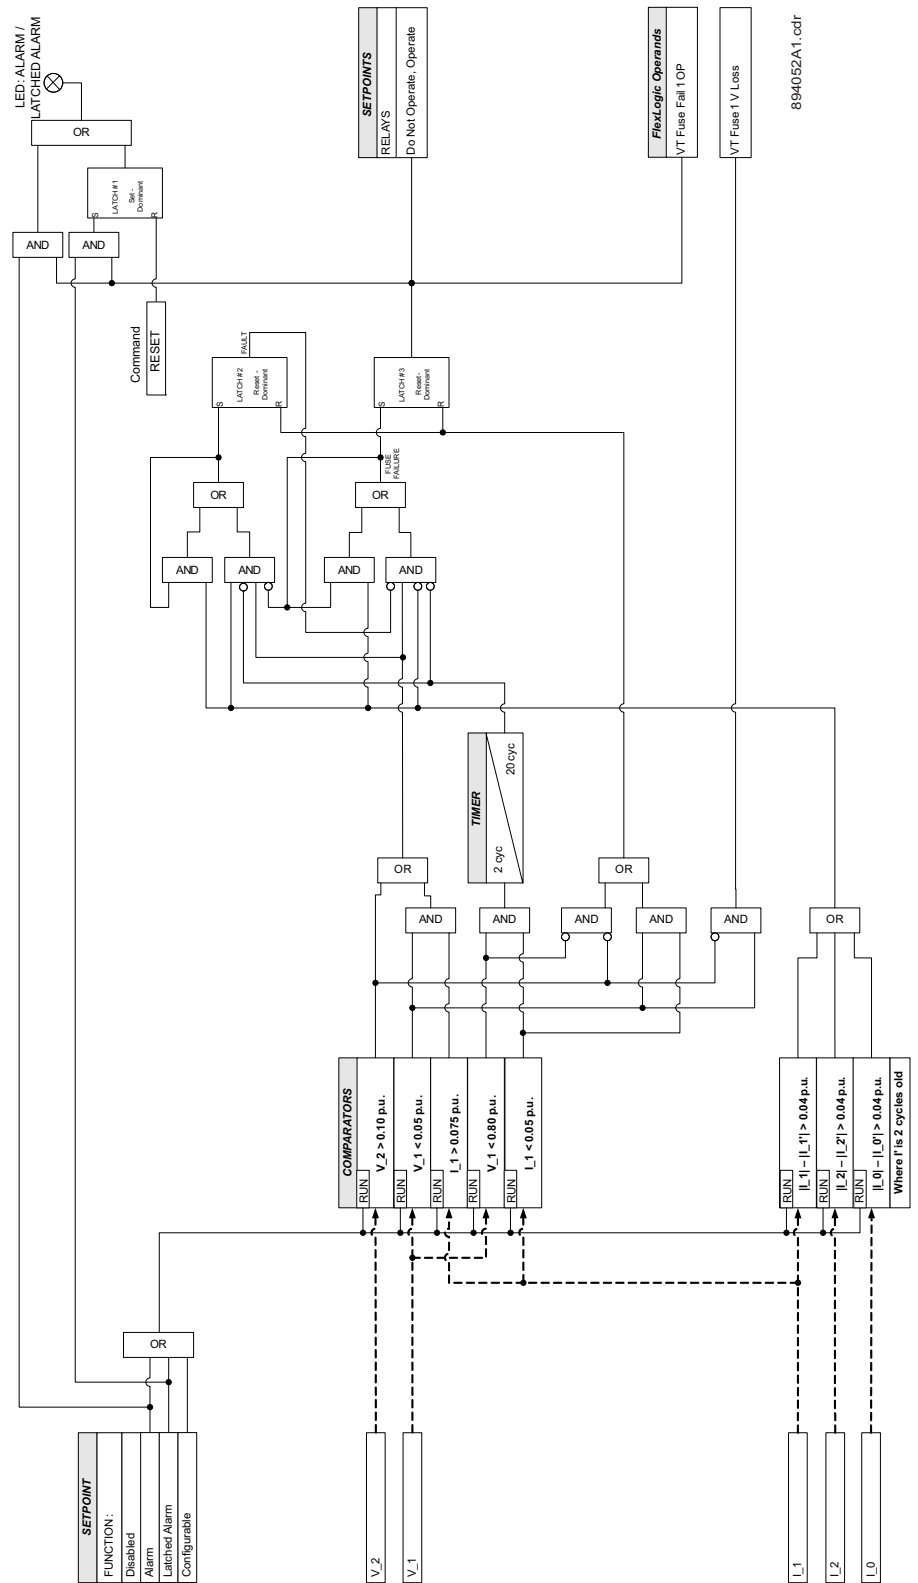 LED: ALARM /
LATCHED ALARM
OR
LATCH #1
Set -
Dominant
S
R
AND
AND
Command
RESET
SETPOINTS
RELAYS
Do Not Operate, Operate
FlexLogic Operands
VT Fuse Fail 1 OP
VT Fuse 1 V Loss
894052A1.cdr
FAULT
LATCH #2
Reset -
Dominant
S
R
LATCH #3
Reset -
Dominant
S
R
OR
FUSE
FAILURE
OR
AND
AND
AND
AND
TIMER
2 cyc
20 cyc
OR
OR
AND
AND
AND
AND
AND
OR
COMPARATORS
RUN
V_2 > 0.10 p.u.
RUN
V_1 < 0.05 p.u.
RUN
I_1 > 0.075 p.u.
RUN
V_1 < 0.80 p.u.
RUN
I_1 < 0.05 p.u.
RUN
|I_1| – |I_1'| > 0.04 p.u.
RUN
|I_2| – |I_2'| > 0.04 p.u.
RUN
|I_0| – |I_0'| > 0.04 p.u.
Where I' is 2 cycles old
OR
SETPOINT
FUNCTION:
Disabled
Alarm
Latched Alarm
Configurable
V_2
V_1
I_1
I_2
I_0